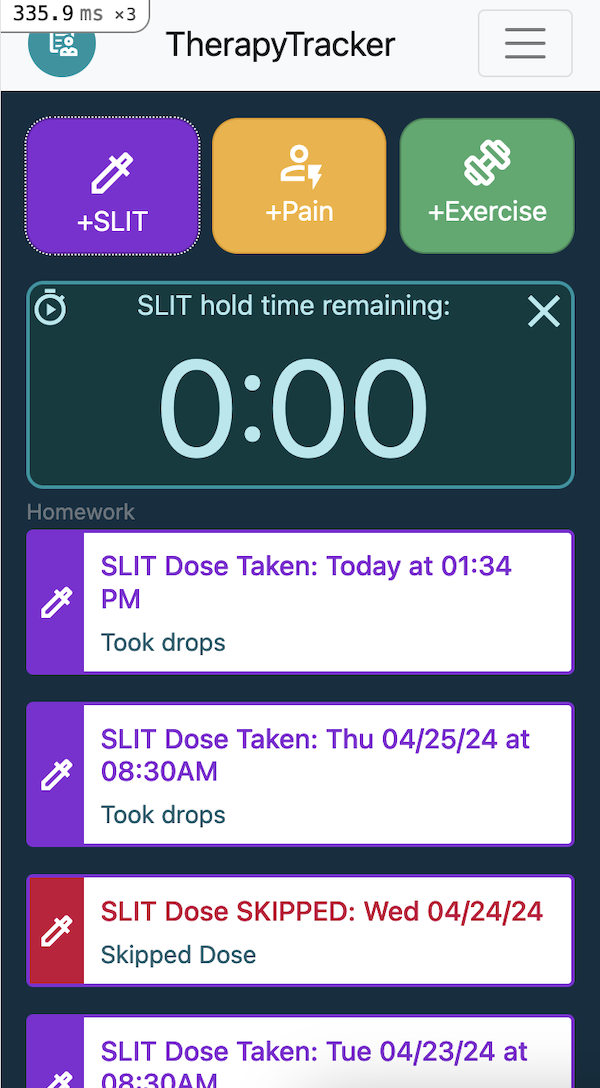 335.9 ms ×3
TherapyTracker
+SLIT
+Pain
+Exercise
SLIT hold time remaining:
0:00
Homework
SLIT Dose Taken: Today at 01:34
PM
Took drops
SLIT Dose Taken: Thu 04/25/24 at
08:30AM
Took drops
SLIT Dose SKIPPED: Wed 04/24/24
Skipped Dose
SLIT Dose Taken: Tue 04/23/24 at
08:30AM